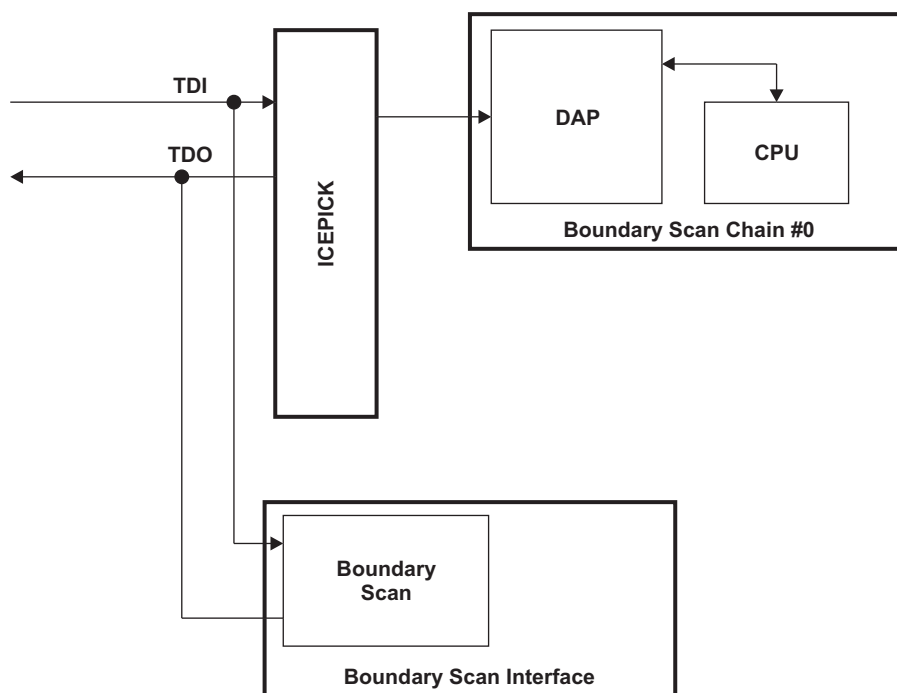 TDI
TDO
ICEPICK
DAP
CPU
Boundary Scan Chain #0
Boundary
Scan
Boundary Scan Interface